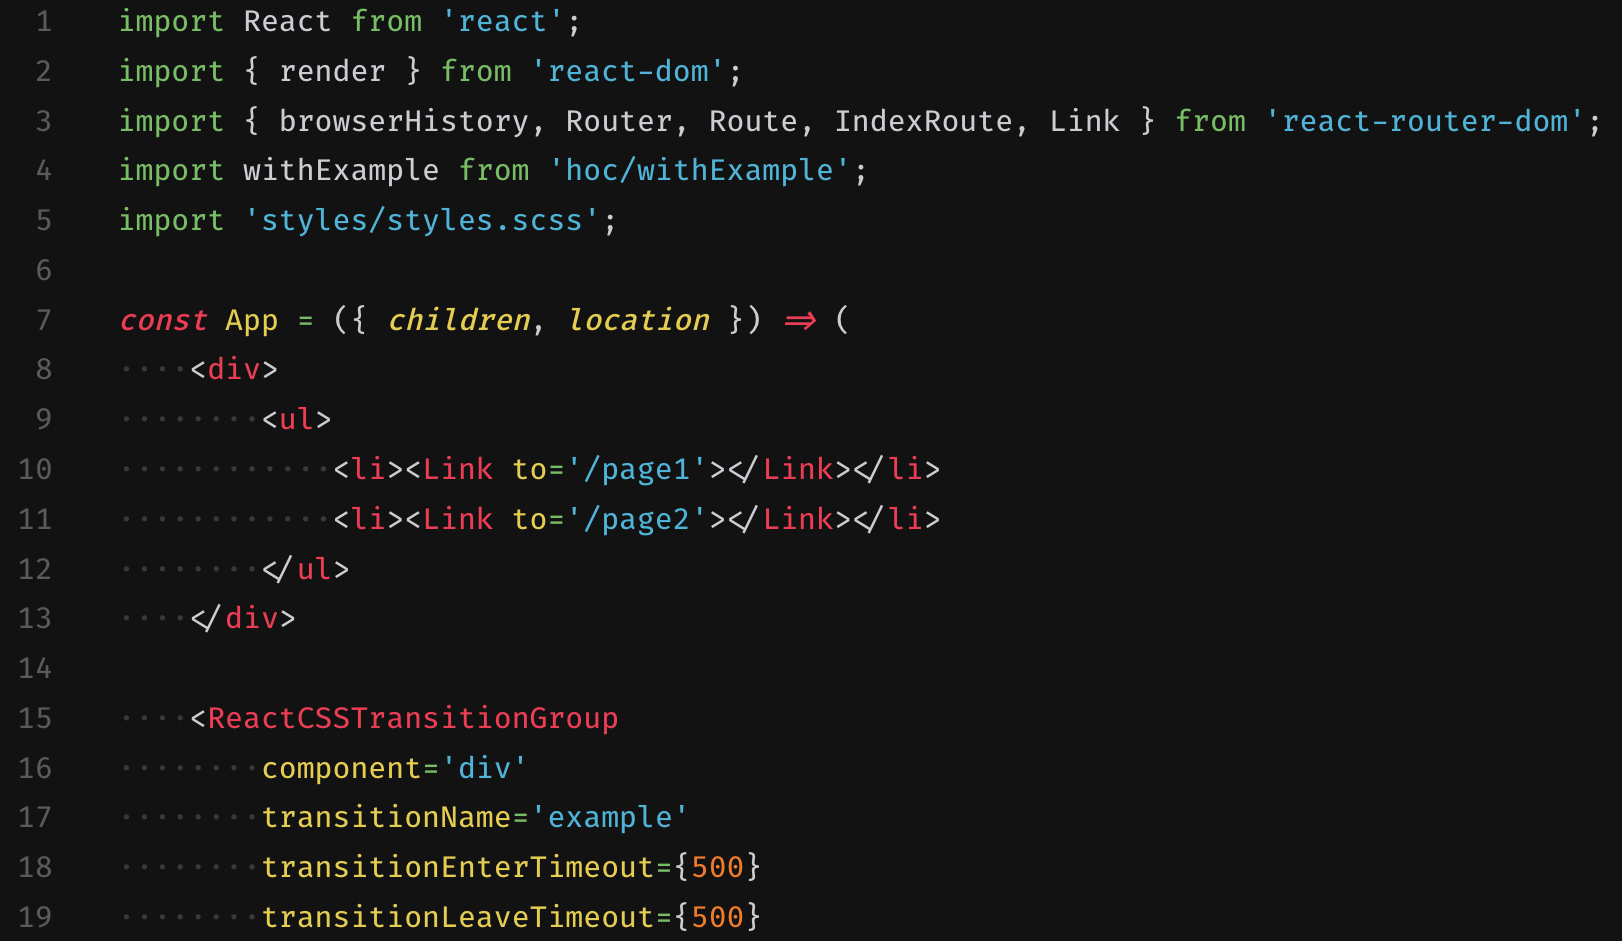 1 import React from 'react';
2 import { render } from 'react-dom';
3 import { browserHistory, Router, Route, IndexRoute, Link } from 'react-router-dom';
4 import withExample from 'hoc/withExample';
5 import 'styles/styles.scss';
6
7 const App = ({ children, location }) => (
8 ····<div>
9 ········<ul>
10 ············<li><Link to='/page1'></Link></li>
11 ············<li><Link to='/page2'></Link></li>
12 ········</ul>
13 ····</div>
14
15 ····<ReactCSSTransitionGroup
16 ········component='div'
17 ········transitionName='example'
18 ········transitionEnterTimeout={500}
19 ········transitionLeaveTimeout={500}